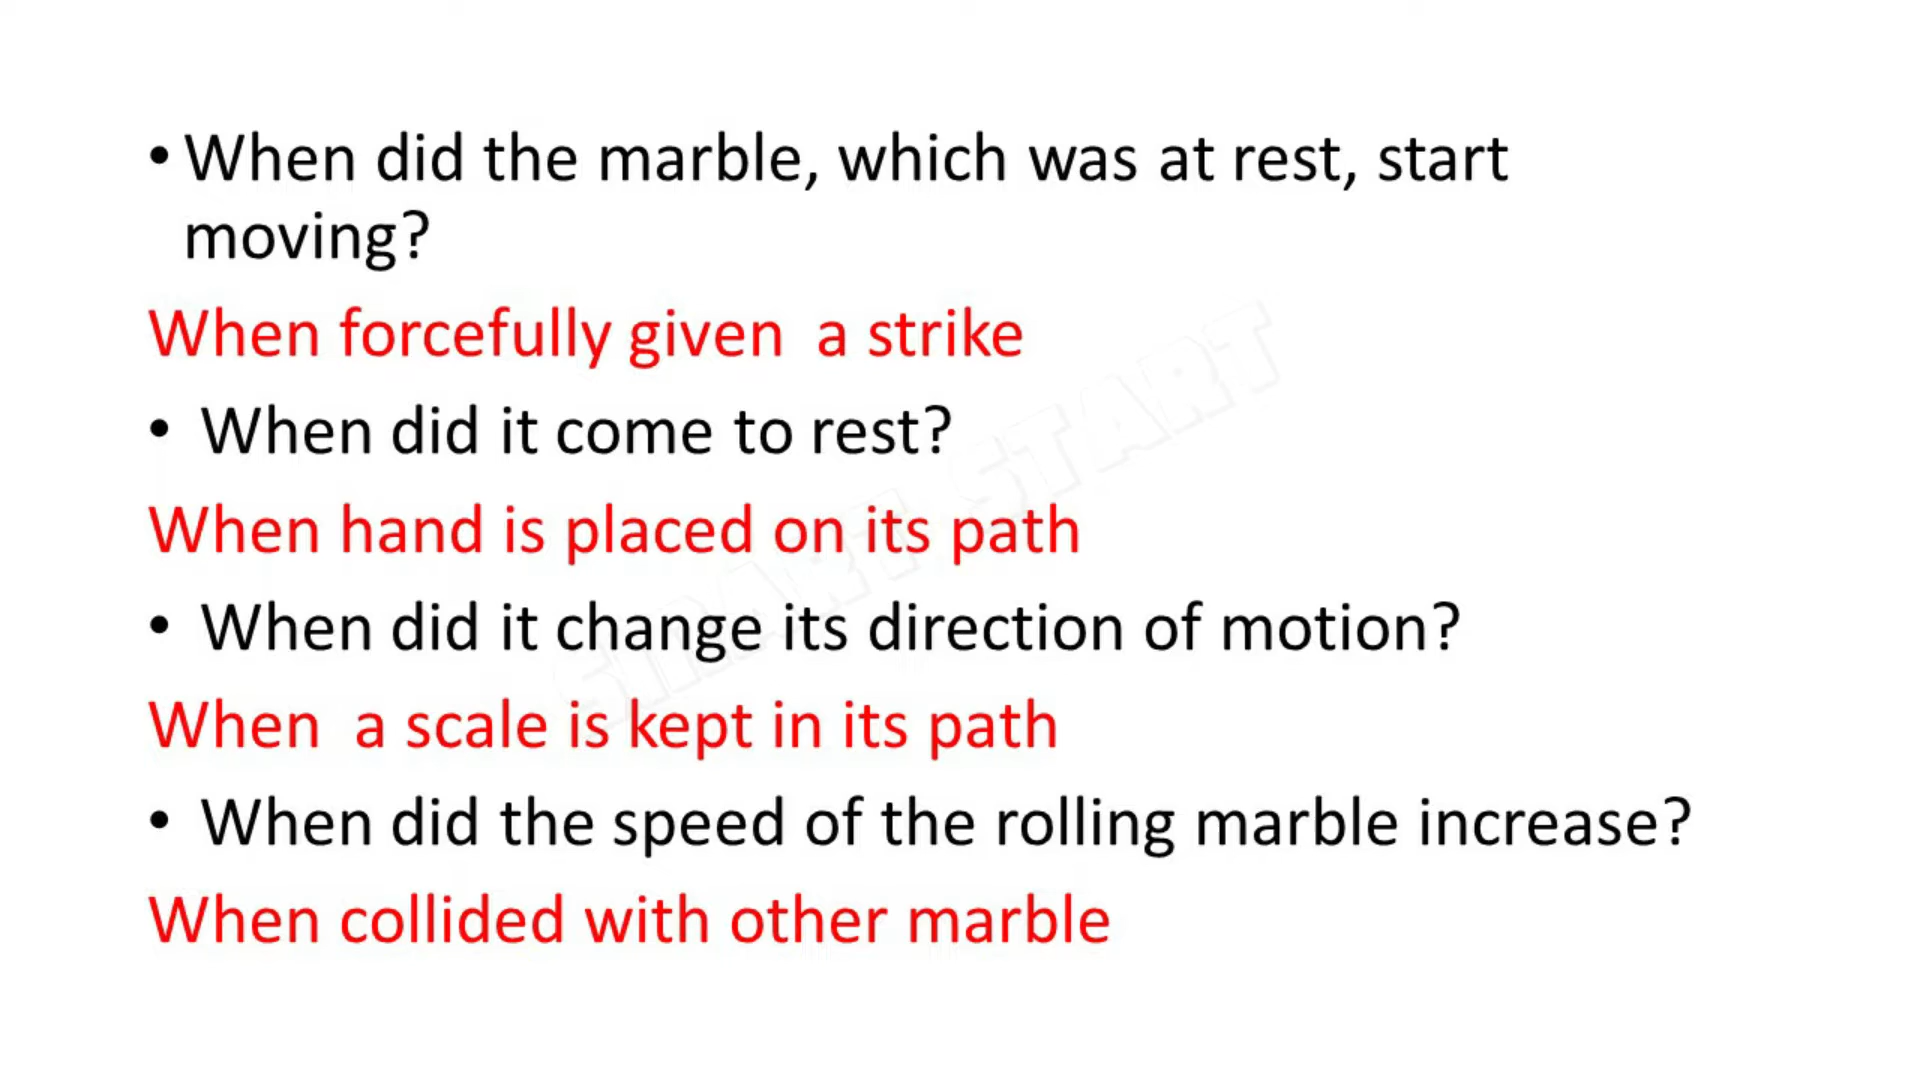 • When did the marble, which was at rest, start
moving?
When forcefully given a strike
• When did it come to rest?
When hand is placed on its path
• When did it change its direction of motion?
When a scale is kept in its path
• When did the speed of the rolling marble increase?
When collided with other marble